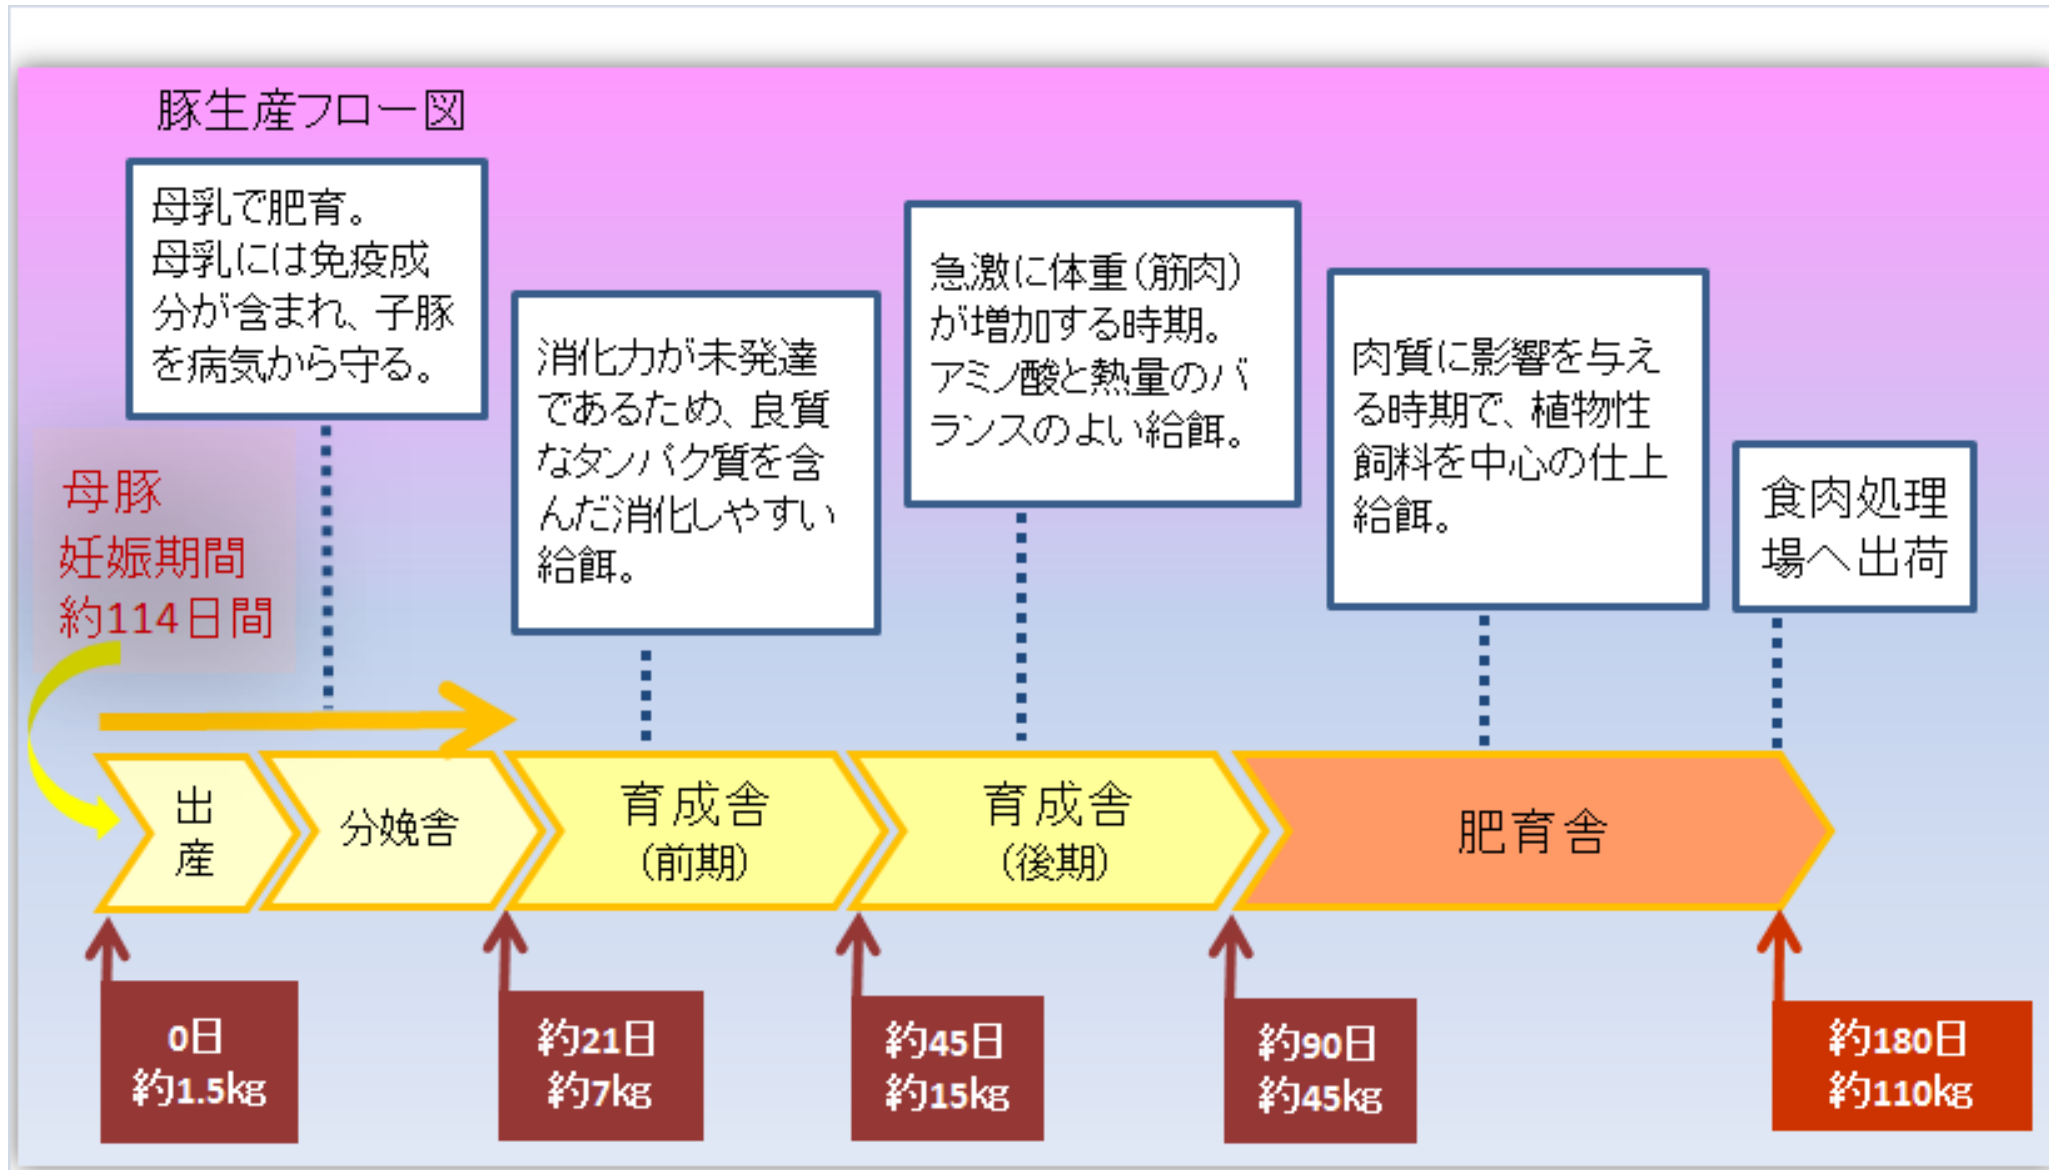 豚生産フロー図
母乳で肥育。
母乳には免疫成
分が含まれ、子豚
を病気から守る。
消化力が未発達
であるため、良質
なタンパク質を含
んだ消化しやすい
給餌。
急激に体重(筋肉)
が増加する時期。
アミノ酸と熱量のバ
ランスのよい給餌。
肉質に影響を与え
る時期で、植物性
飼料を中心の仕上
給餌。
食肉処理
場へ出荷
母豚
妊娠期間
約114日間
出
産
分娩舎
育成舎
(前期)
育成舎
(後期)
肥育舎
0日
約1.5kg
約21日
約7kg
約45日
約15kg
約90日
約45kg
約180日
約110kg